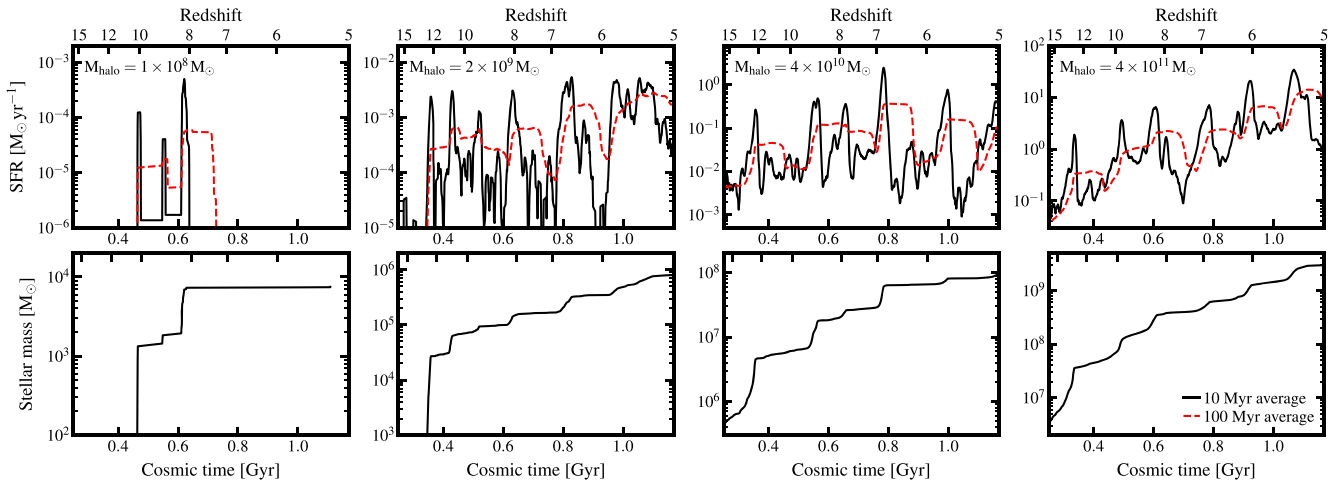 Redshift Redshift Redshift Redshift
15 12 10 8 7 6 5 15 12 10 8 7 6 5 15 12 10 8 7 6 5 15 12 10 8 7 6 5
SFR [M⊙ yr⁻¹]
10⁻² 10⁻³ 10⁻⁴ 10⁻⁵ 10⁻⁶
M_halo = 1 × 10⁸ M⊙
10⁻¹ 10⁻² 10⁻³ 10⁻⁴ 10⁻⁵
M_halo = 2 × 10⁹ M⊙
10⁰ 10⁻¹ 10⁻² 10⁻³
M_halo = 4 × 10¹⁰ M⊙
10² 10¹ 10⁰ 10⁻¹
M_halo = 4 × 10¹¹ M⊙
0.4 0.6 0.8 1.0 0.4 0.6 0.8 1.0 0.4 0.6 0.8 1.0 0.4 0.6 0.8 1.0
Stellar mass [M⊙]
10⁴ 10³ 10²
10⁶ 10⁵ 10⁴ 10³
10⁸ 10⁷ 10⁶
10⁹ 10⁸ 10⁷
10 Myr average
100 Myr average
0.4 0.6 0.8 1.0 0.4 0.6 0.8 1.0 0.4 0.6 0.8 1.0 0.4 0.6 0.8 1.0
Cosmic time [Gyr] Cosmic time [Gyr] Cosmic time [Gyr] Cosmic time [Gyr]